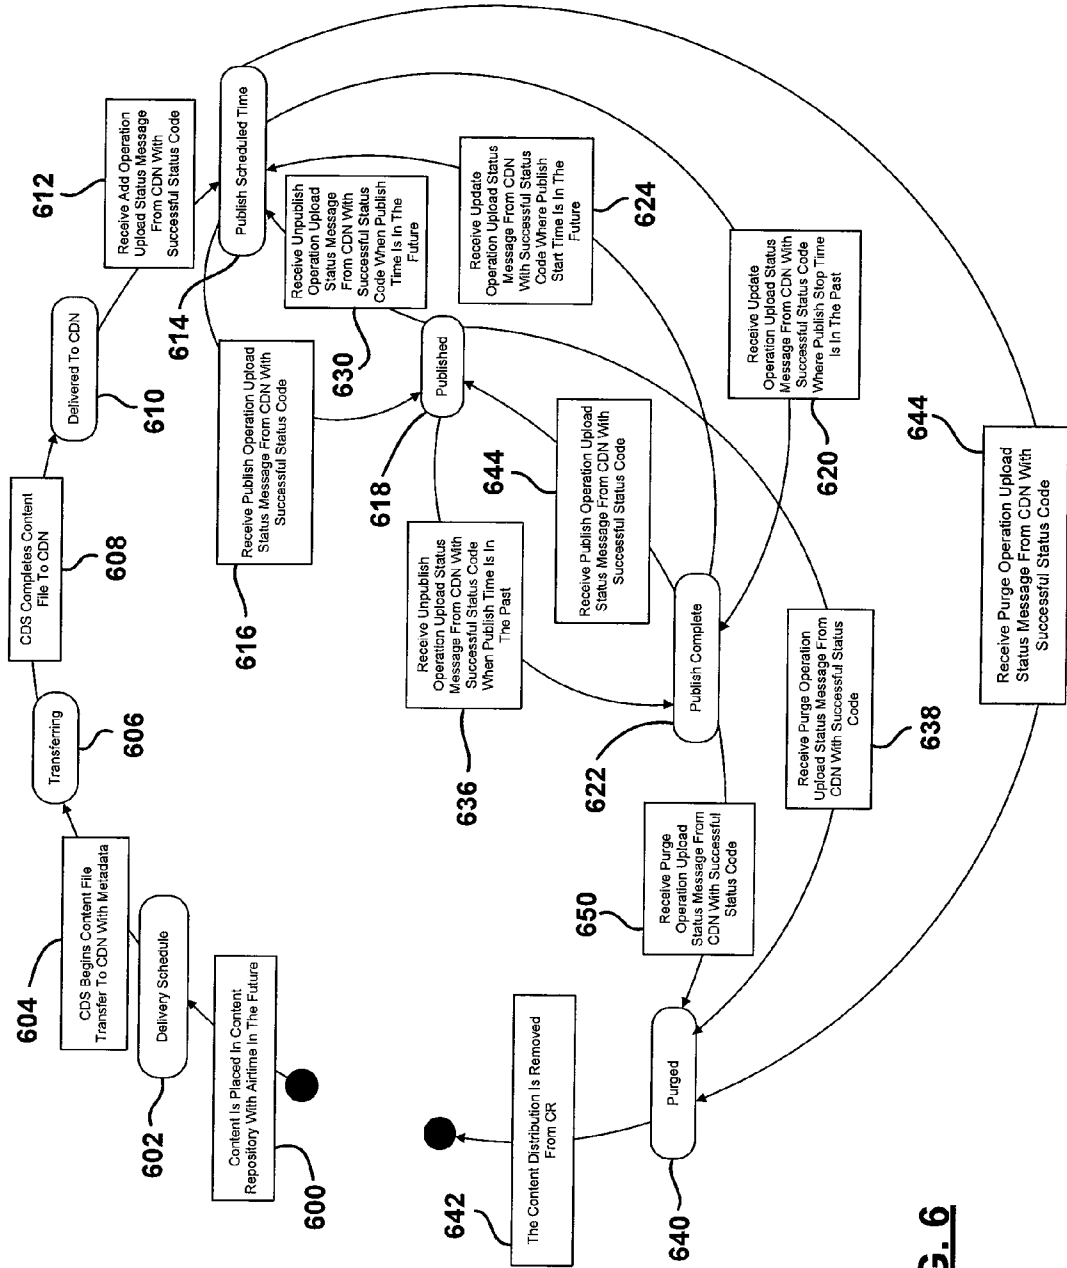 612
Receive Add Operation
Upload Status Message
From CDN With
Successful Status Code
Publish Scheduled Time
614
Delivered To CDN
610
CDS Completes Content
File To CDN
608
Transferring
606
604
CDS Begins Content File
Transfer To CDN With Metadata
Delivery Schedule
602
Content Is Placed In Content
Repository With Airtime In The Future
600
Receive Publish Operation Upload
Status Message From CDN With
Successful Status Code
616
Receive Unpublish
Operation Upload
Status Message
From CDN With
Successful Status
Code When Publish
Time Is In The
Future
630
Receive Update
Operation Upload Status
Message From CDN
With Successful Status
Code Where Publish
Start Time Is In The
Future
624
Published
618
Receive Unpublish
Operation Upload Status
Message From CDN With
Successful Status Code
When Publish Time Is In
The Past
636
644
Receive Publish Operation Upload
Status Message From CDN With
Successful Status Code
Receive Update
Operation Upload Status
Message From CDN With
Successful Status Code
Where Publish Stop Time
Is In The Past
620
Publish Complete
622
650
Receive Purge
Operation Upload
Status Message From
CDN With Successful
Status Code
Receive Purge Operation
Upload Status Message From
CDN With Successful Status
Code
638
644
Receive Purge Operation Upload
Status Message From CDN With
Successful Status Code
Purged
640
The Content Distribution Is Removed
From CR
642
G. 6